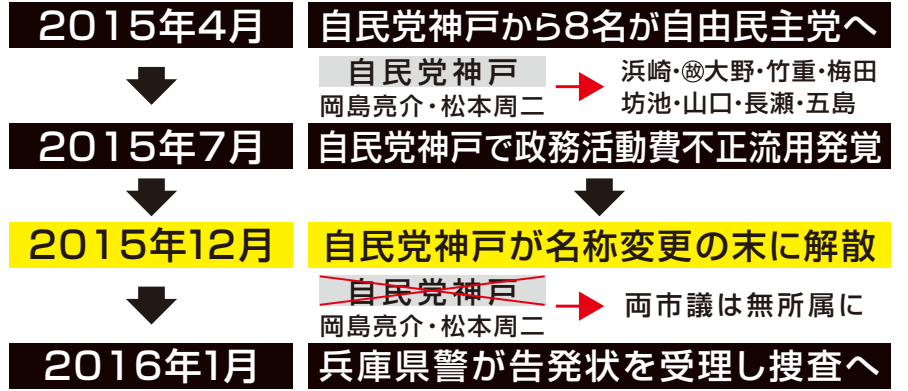 2015年4月 自民党神戸から8名が自由民主党へ
自民党神戸
岡島亮介・松本周二
浜崎・㊡大野・竹重・梅田
坊池・山口・長瀬・五島
2015年7月 自民党神戸で政務活動費不正流用発覚
2015年12月 自民党神戸が名称変更の末に解散
自民党神戸
岡島亮介・松本周二
両市議は無所属に
2016年1月 兵庫県警が告発状を受理し捜査へ